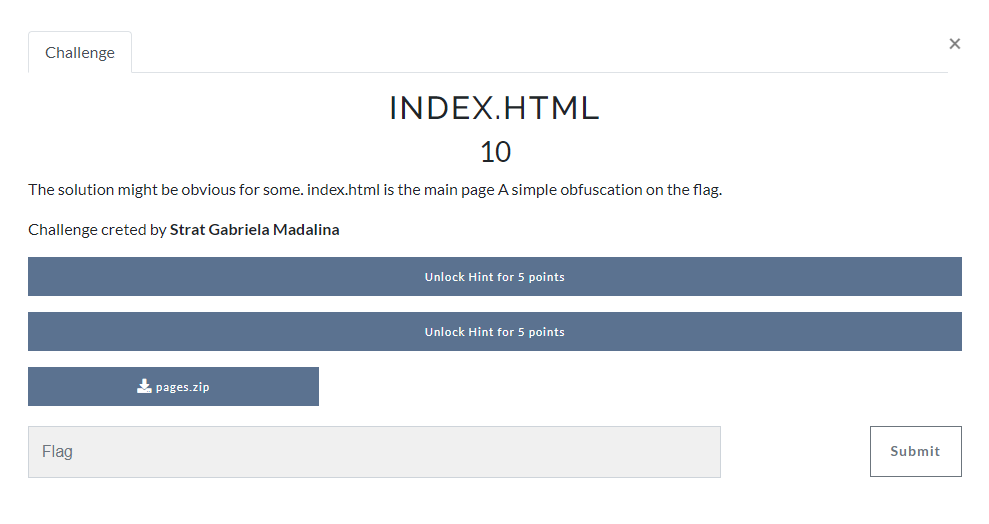 Challenge
×
INDEX.HTML
10
The solution might be obvious for some. index.html is the main page A simple obfuscation on the flag.
Challenge creted by Strat Gabriela Madalina
Unlock Hint for 5 points
Unlock Hint for 5 points
pages.zip
Flag
Submit